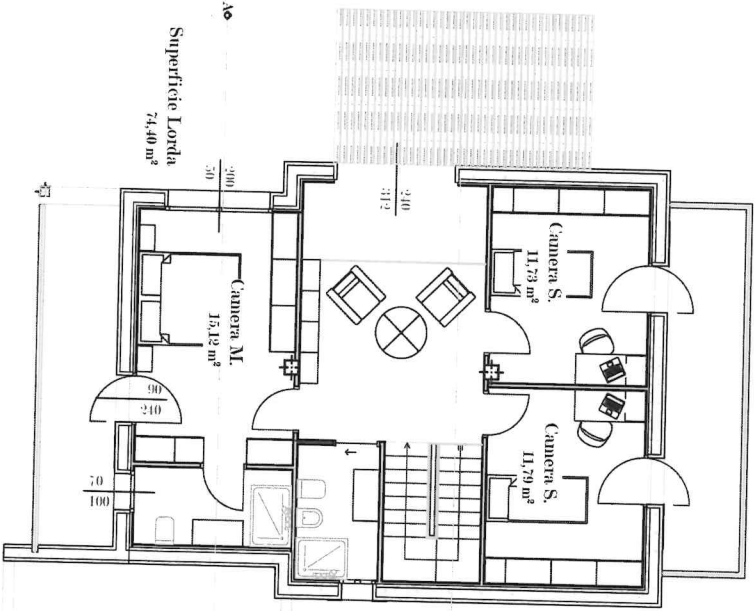 A
Superficie Lorda
74,40 m²
200
50
240
312
Camera S.
11,73 m²
Camera M.
15,12 m²
90
240
Camera S.
11,79 m²
70
100